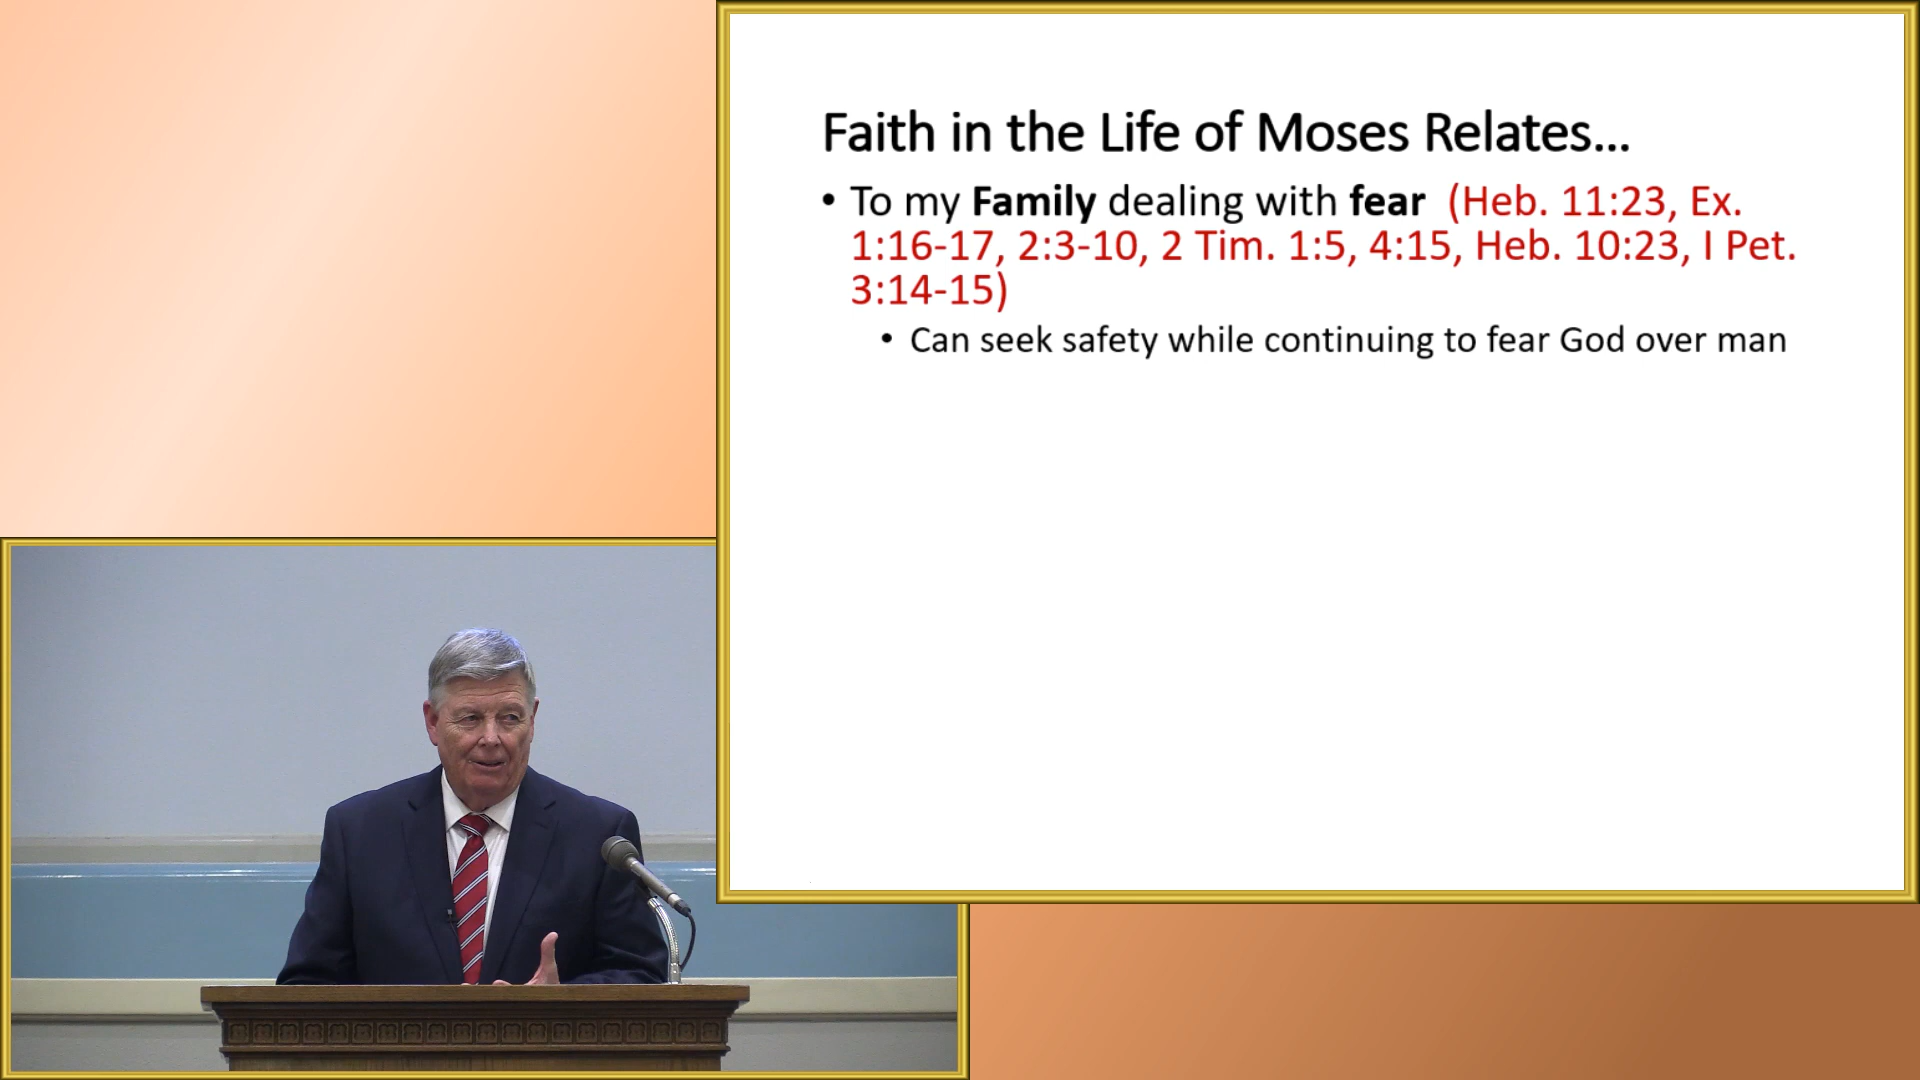 Faith in the Life of Moses Relates...
• To my Family dealing with fear (Heb. 11:23, Ex.
1:16-17, 2:3-10, 2 Tim. 1:5, 4:15, Heb. 10:23, I Pet.
3:14-15)
• Can seek safety while continuing to fear God over man